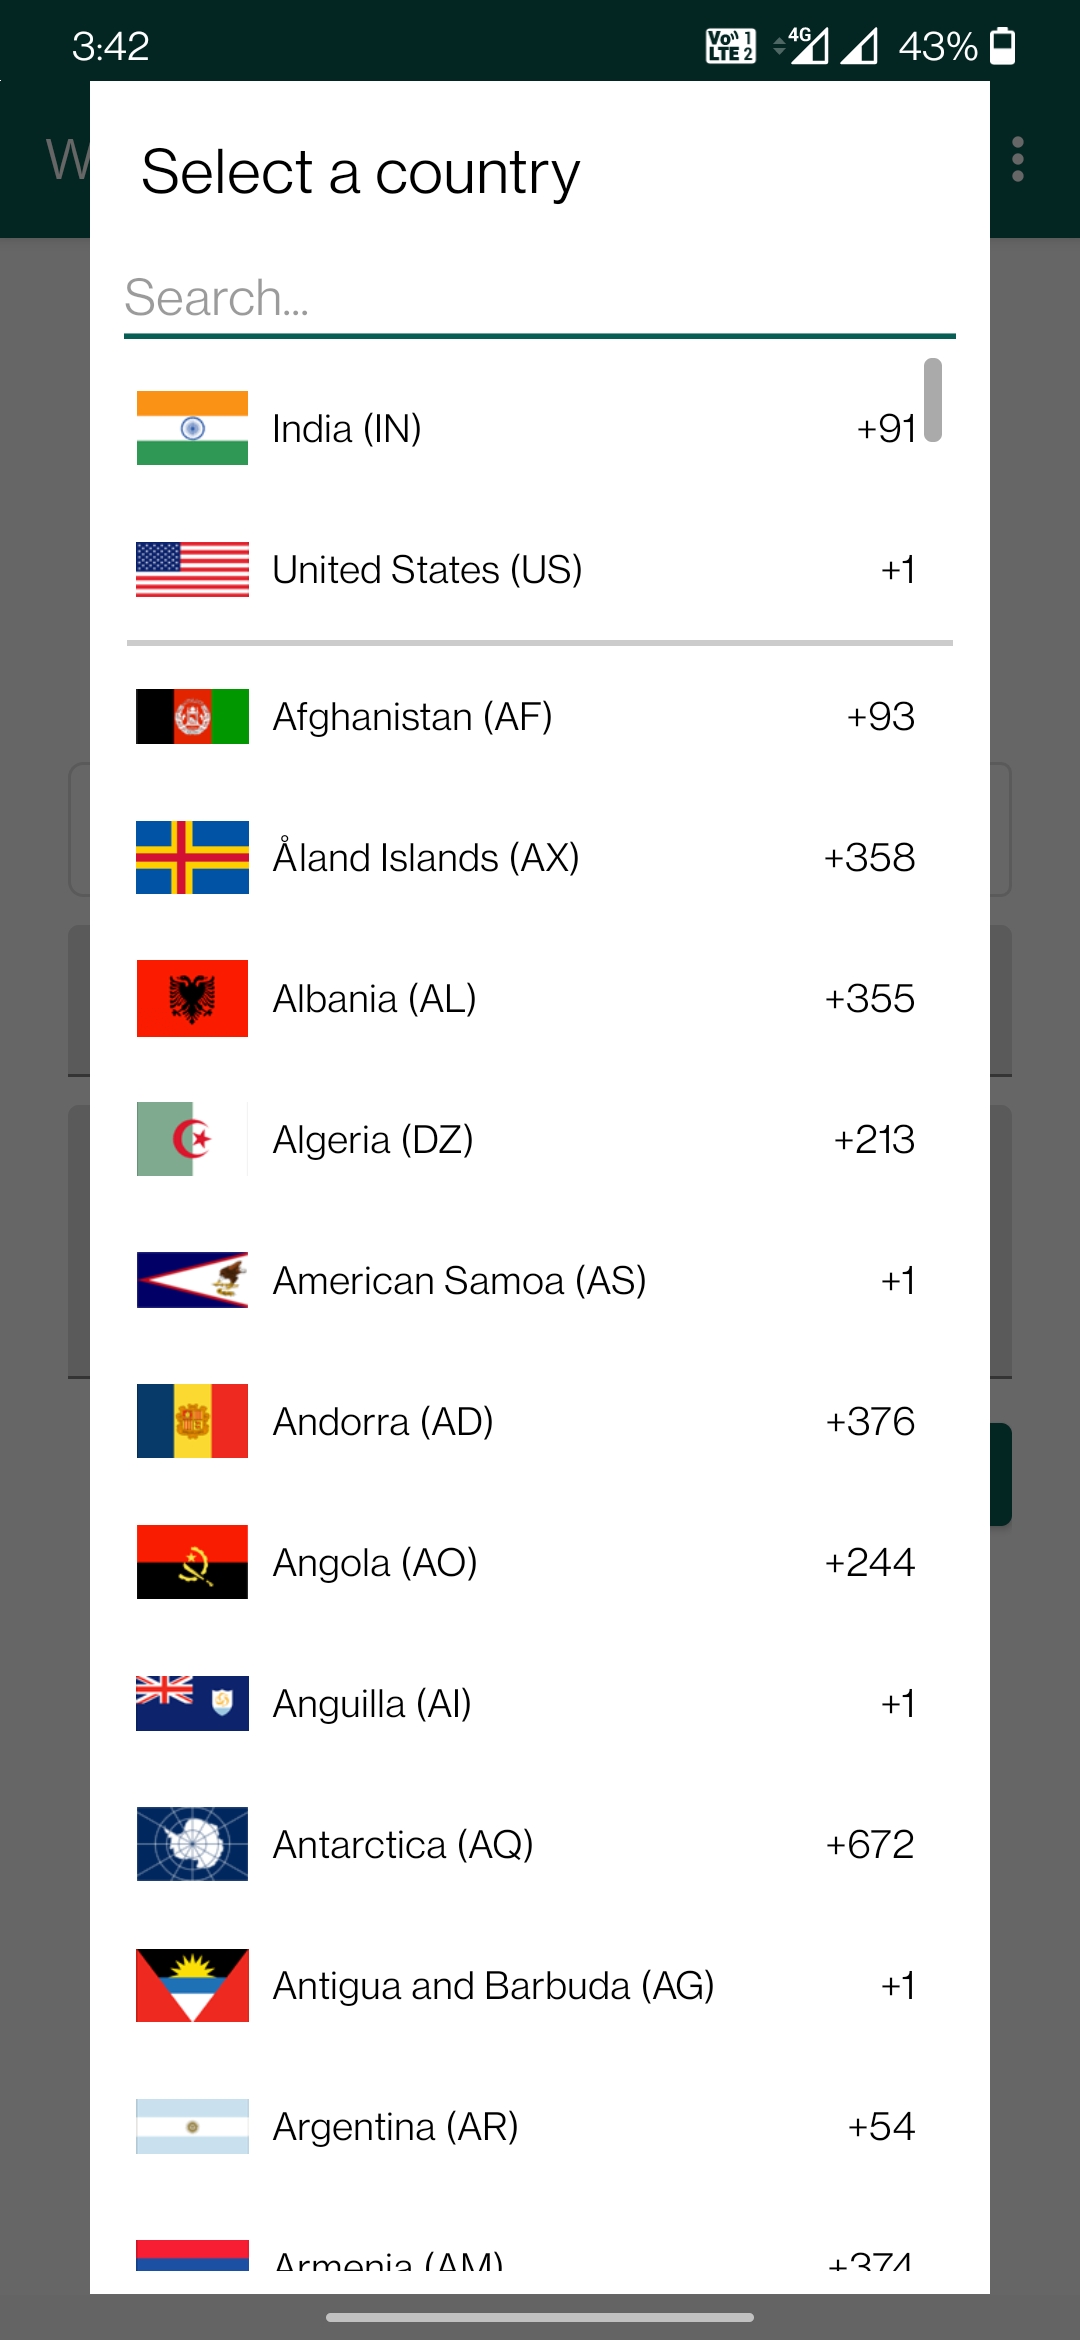 3:42
Vo)) 1
LTE 2
4G
43%
W
Select a country
Search...
India (IN) +91
United States (US) +1
Afghanistan (AF) +93
Åland Islands (AX) +358
Albania (AL) +355
Algeria (DZ) +213
American Samoa (AS) +1
Andorra (AD) +376
Angola (AO) +244
Anguilla (AI) +1
Antarctica (AQ) +672
Antigua and Barbuda (AG) +1
Argentina (AR) +54
Armenia (AM) +374